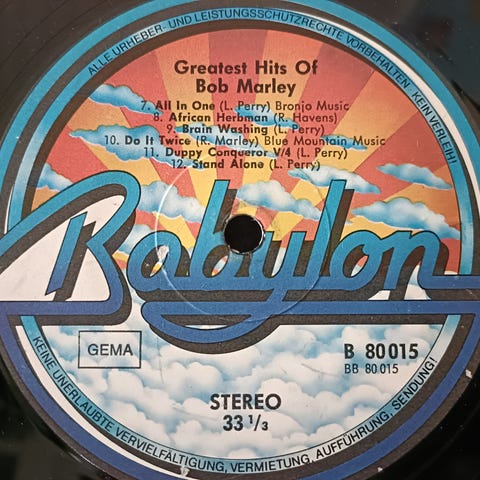 ALLE URHEBER- UND LEISTUNGSSCHUTZRECHTE VORBEHALTEN. KEIN VERLEIH!
Greatest Hits Of
Bob Marley
7. All In One (L. Perry) Bronjo Music
8. African Herbman (R. Havens)
9. Brain Washing (L. Perry)
10. Do It Twice (R. Marley) Blue Mountain Music
11. Duppy Conqueror V/4 (L. Perry)
12. Stand Alone (L. Perry)
Babylon
GEMA
B 80015
BB 80015
STEREO
33 1/3
KEINE UNERLAUBTE VERVIELFÄLTIGUNG, VERMIETUNG, AUFFÜHRUNG, SENDUNG!